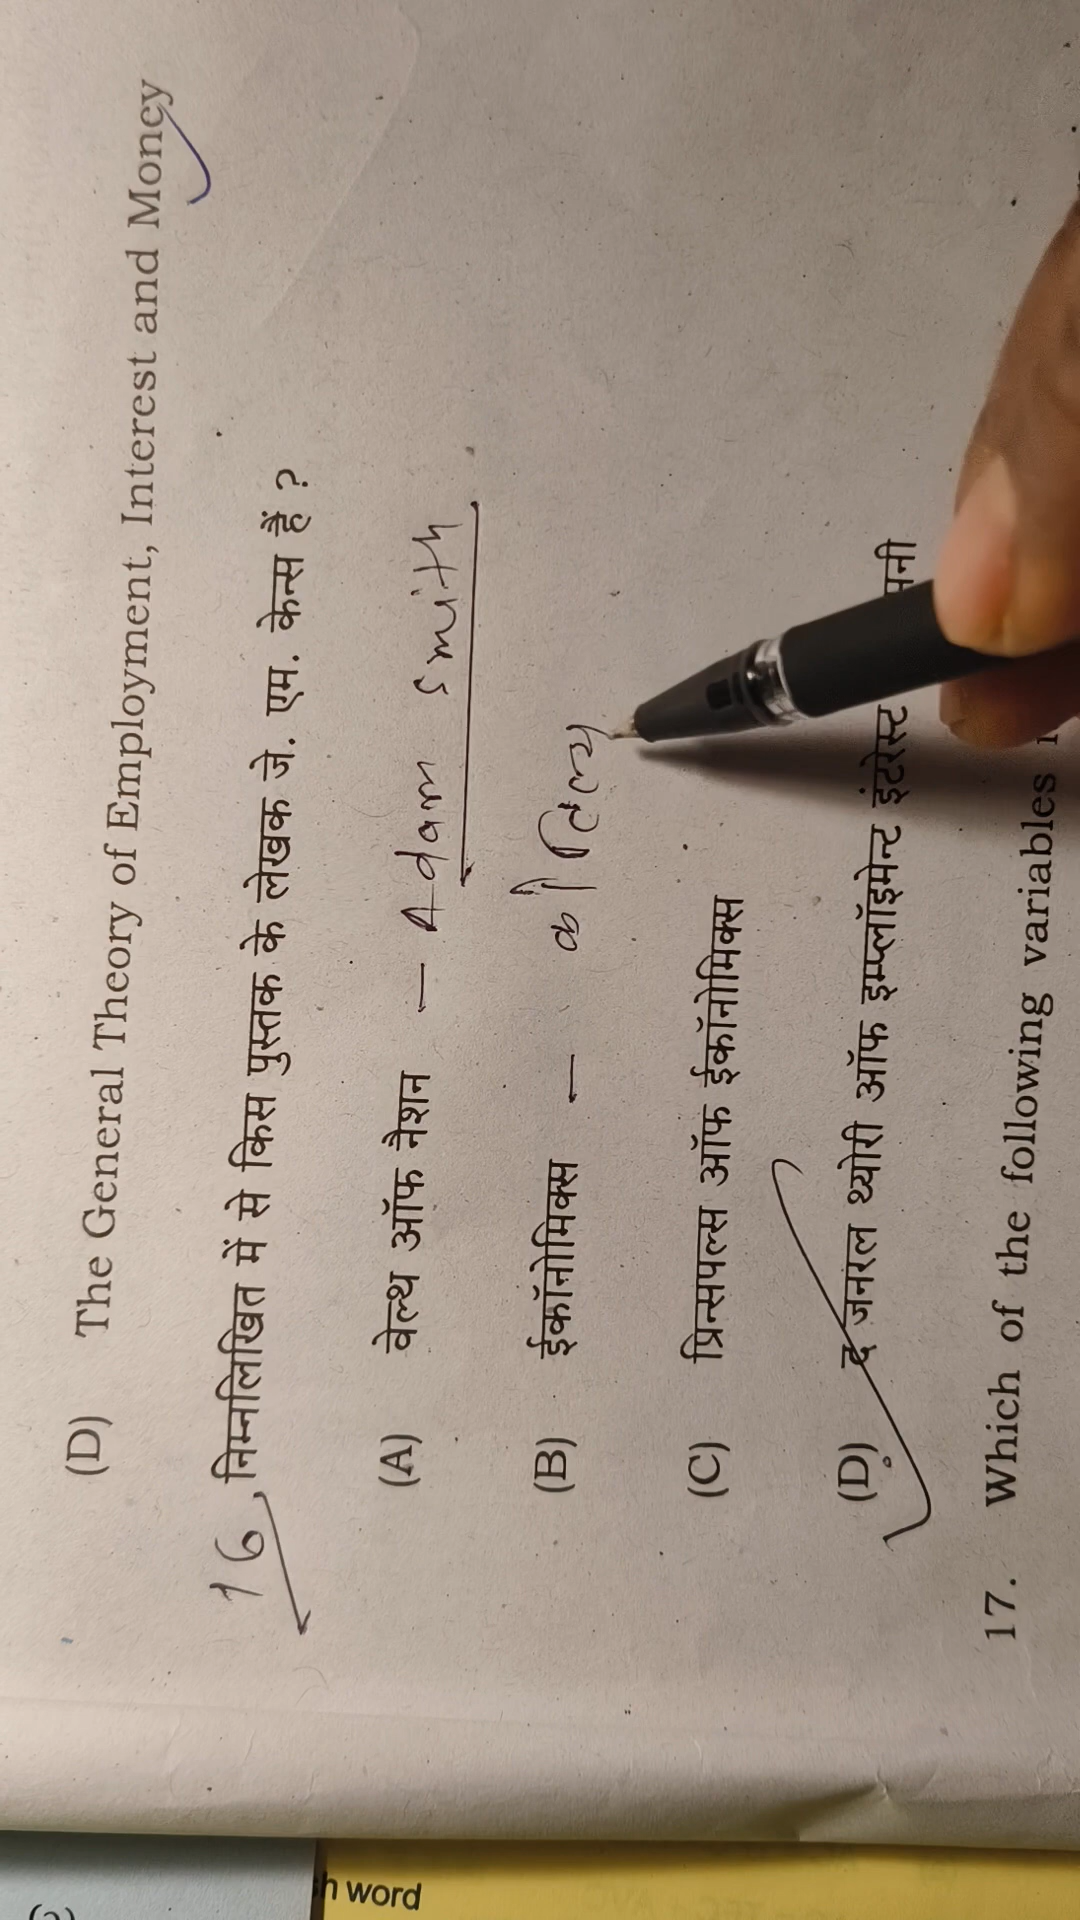 (D) The General Theory of Employment, Interest and Money
16, निम्नलिखित में से किस पुस्तक के लेखक जे. एम. केन्स हैं ?
(A) वेल्थ ऑफ नैशन — Adam smith
(B) ईकॉनोमिक्स —
(C) प्रिन्सपल्स ऑफ ईकॉनोमिक्स
(D) द जनरल थ्योरी ऑफ इम्प्लॉइमेन्ट इंटरेस्ट
17. Which of the following variables
h word